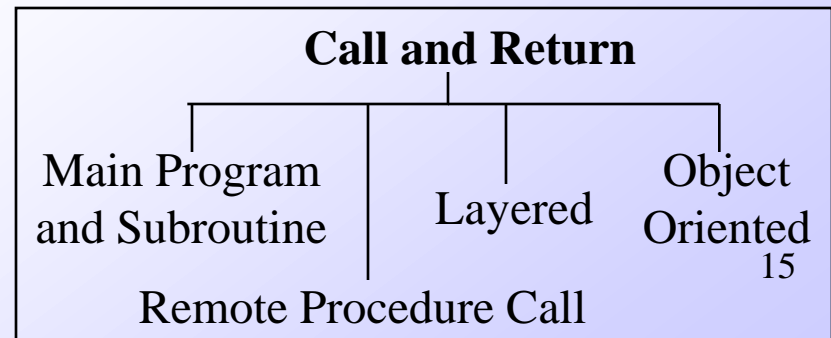 Call and Return
Main Program
and Subroutine
Remote Procedure Call
Layered
Object
Oriented
15